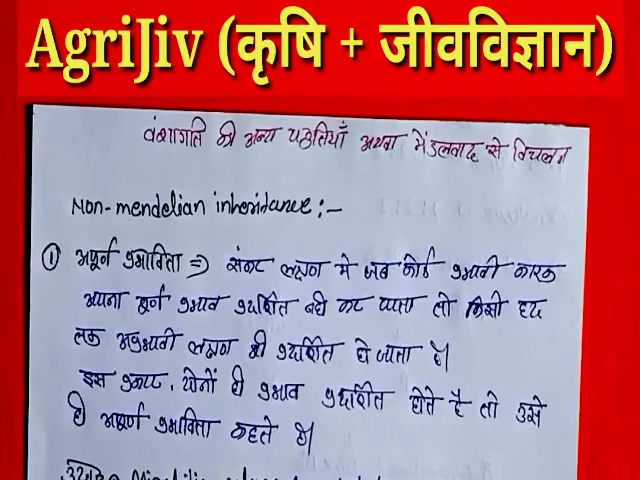 AgriJiv (कृषि + जीवविज्ञान)
वंशागति की अन्य पद्धतियाँ अथवा मेंडलवाद से विचलन
Non-mendelian inheritance:-
① अपूर्ण प्रभाविता ⇒ संकर लक्षण मे जब कोई प्रभावी कारक
अपना पूर्ण प्रभाव प्रदर्शित नही कर पाता तो किसी हद
तक अप्रभावी लक्षण भी प्रदर्शित हो जाता है।
इस प्रकार, दोनों ही प्रभाव प्रदर्शित होते है तो उसे
ही अपूर्ण प्रभाविता कहते है।